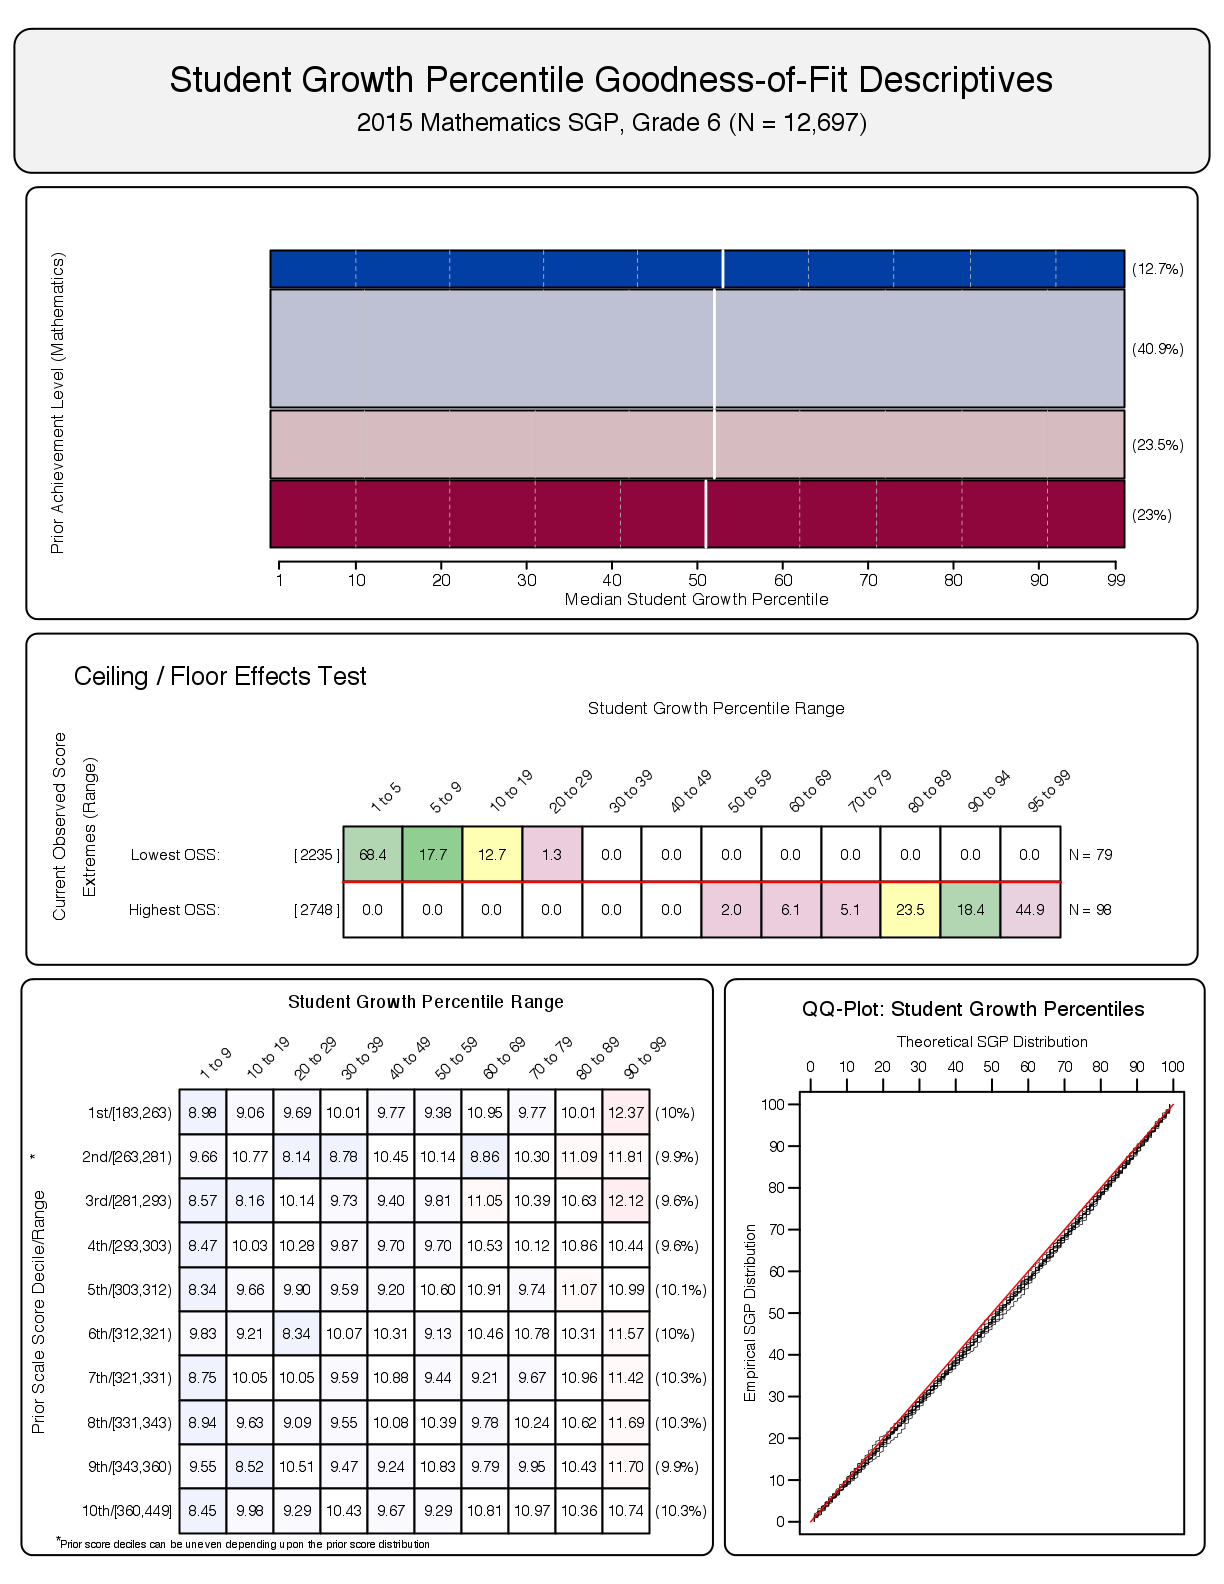 Student Growth Percentile Goodness-of-Fit Descriptives
2015 Mathematics SGP, Grade 6 (N = 12,697)
Prior Achievement Level (Mathematics)
(12.7%)
(40.9%)
(23.5%)
(23%)
1 10 20 30 40 50 60 70 80 90 99
Median Student Growth Percentile
Ceiling / Floor Effects Test
Student Growth Percentile Range
Current Observed Score
Extremes (Range)
1 to 5 5 to 9 10 to 19 20 to 29 30 to 39 40 to 49 50 to 59 60 to 69 70 to 79 80 to 89 90 to 94 95 to 99
Lowest OSS: [ 2235 ] 68.4 17.7 12.7 1.3 0.0 0.0 0.0 0.0 0.0 0.0 0.0 0.0 N = 79
Highest OSS: [ 2748 ] 0.0 0.0 0.0 0.0 0.0 0.0 2.0 6.1 5.1 23.5 18.4 44.9 N = 98
Student Growth Percentile Range
1 to 9 10 to 19 20 to 29 30 to 39 40 to 49 50 to 59 60 to 69 70 to 79 80 to 89 90 to 99
Prior Scale Score Decile/Range *
1st/[183,263) 8.98 9.06 9.69 10.01 9.77 9.38 10.95 9.77 10.01 12.37 (10%)
2nd/[263,281) 9.66 10.77 8.14 8.78 10.45 10.14 8.86 10.30 11.09 11.81 (9.9%)
3rd/[281,293) 8.57 8.16 10.14 9.73 9.40 9.81 11.05 10.39 10.63 12.12 (9.6%)
4th/[293,303) 8.47 10.03 10.28 9.87 9.70 9.70 10.53 10.12 10.86 10.44 (9.6%)
5th/[303,312) 8.34 9.66 9.90 9.59 9.20 10.60 10.91 9.74 11.07 10.99 (10.1%)
6th/[312,321) 9.83 9.21 8.34 10.07 10.31 9.13 10.46 10.78 10.31 11.57 (10%)
7th/[321,331) 8.75 10.05 10.05 9.59 10.88 9.44 9.21 9.67 10.96 11.42 (10.3%)
8th/[331,343) 8.94 9.63 9.09 9.55 10.08 10.39 9.78 10.24 10.62 11.69 (10.3%)
9th/[343,360) 9.55 8.52 10.51 9.47 9.24 10.83 9.79 9.95 10.43 11.70 (9.9%)
10th/[360,449] 8.45 9.98 9.29 10.43 9.67 9.29 10.81 10.97 10.36 10.74 (10.3%)
*Prior score deciles can be uneven depending upon the prior score distribution
QQ-Plot: Student Growth Percentiles
Theoretical SGP Distribution
0 10 20 30 40 50 60 70 80 90 100
Empirical SGP Distribution
100
90
80
70
60
50
40
30
20
10
0